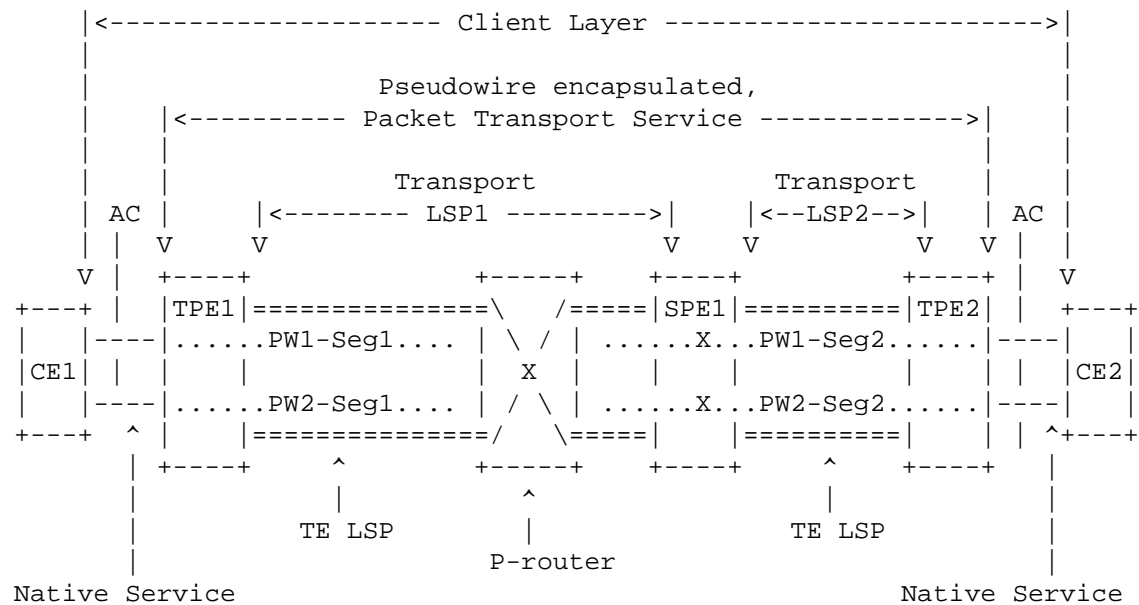 |<--------------------- Client Layer ------------------------->|
Pseudowire encapsulated,
|<---------- Packet Transport Service ------------->|
Transport Transport
AC |<-------- LSP1 --------->| |<--LSP2-->| AC
V V V V V V
V +----+ +-----+ +----+ +----+ V
+---+ |TPE1|===============\ /=====|SPE1|==========|TPE2| +---+
| |----|......PW1-Seg1.... | \ / | ......X...PW1-Seg2......|----| |
|CE1| | | | | X | | | | | | |CE2|
| |----|......PW2-Seg1.... | / \ | ......X...PW2-Seg2......|----| |
+---+ ^ | |===============/ \=====| |==========| | | ^+---+
+----+ ^ +-----+ +----+ ^ +----+
| ^ |
TE LSP | TE LSP
P-router
Native Service Native Service